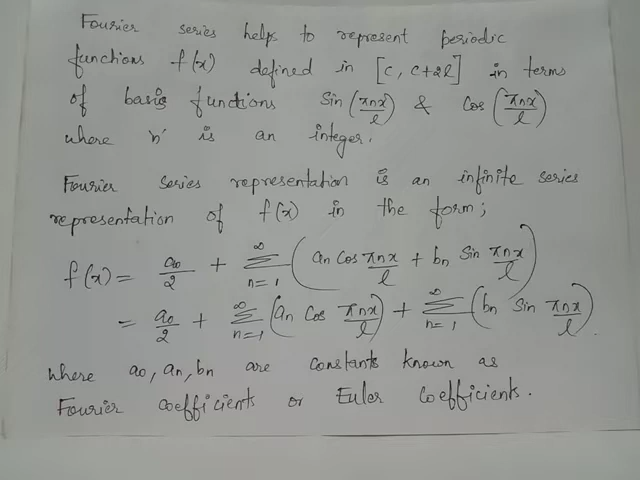 Fourier series helps to represent periodic
functions f(x) defined in [c, c+2l] in terms
of basis functions Sin(πnx/l) & Cos(πnx/l)
where 'n' is an integer.
Fourier series representation is an infinite series
representation of f(x) in the form;
f(x) = a₀/2 + ∑_{n=1}^{∞} (an Cos πnx/l + bn Sin πnx/l)
= a₀/2 + ∑_{n=1}^{∞} (an Cos πnx/l) + ∑_{n=1}^{∞} (bn Sin πnx/l)
where a₀, an, bn are constants known as
Fourier coefficients or Euler Coefficients.